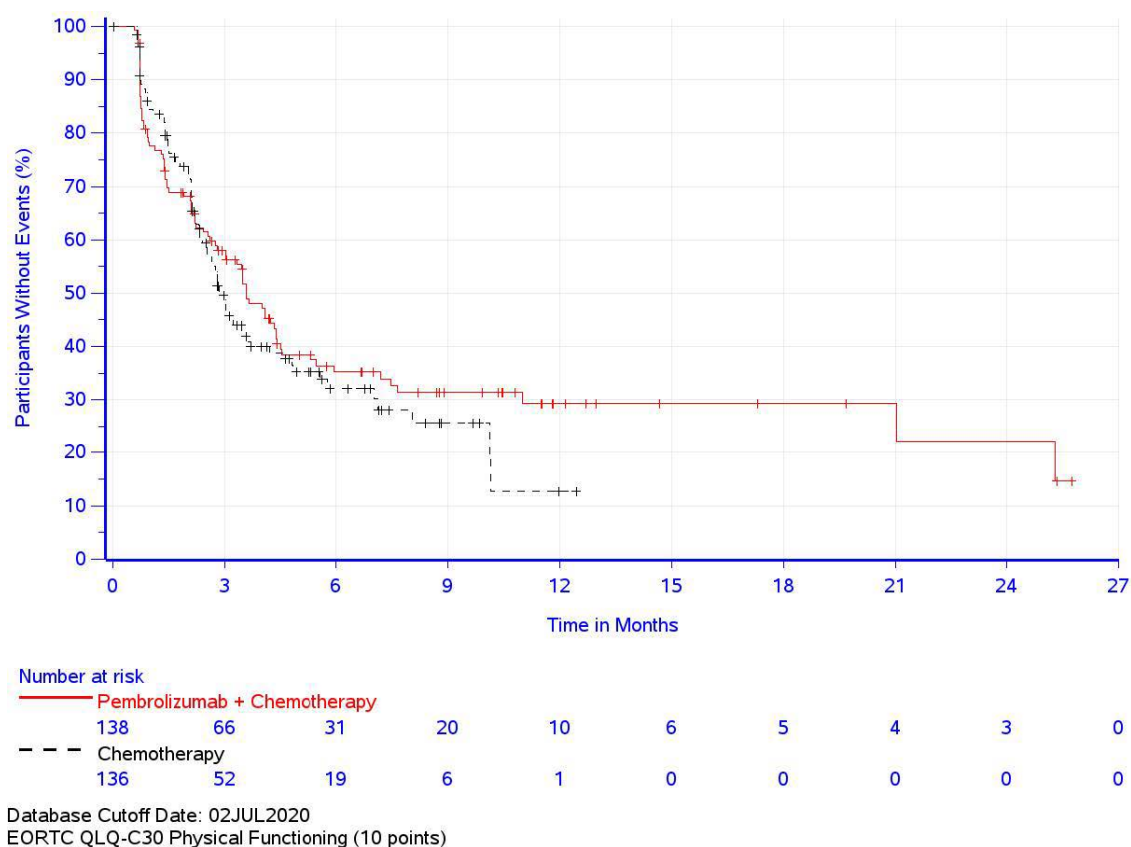 100
90
80
70
60
50
40
30
20
10
0
Participants Without Events (%)
0 3 6 9 12 15 18 21 24 27
Time in Months
Number at risk
Pembrolizumab + Chemotherapy
138 66 31 20 10 6 5 4 3 0
Chemotherapy
136 52 19 6 1 0 0 0 0 0
Database Cutoff Date: 02JUL2020
EORTC QLQ-C30 Physical Functioning (10 points)